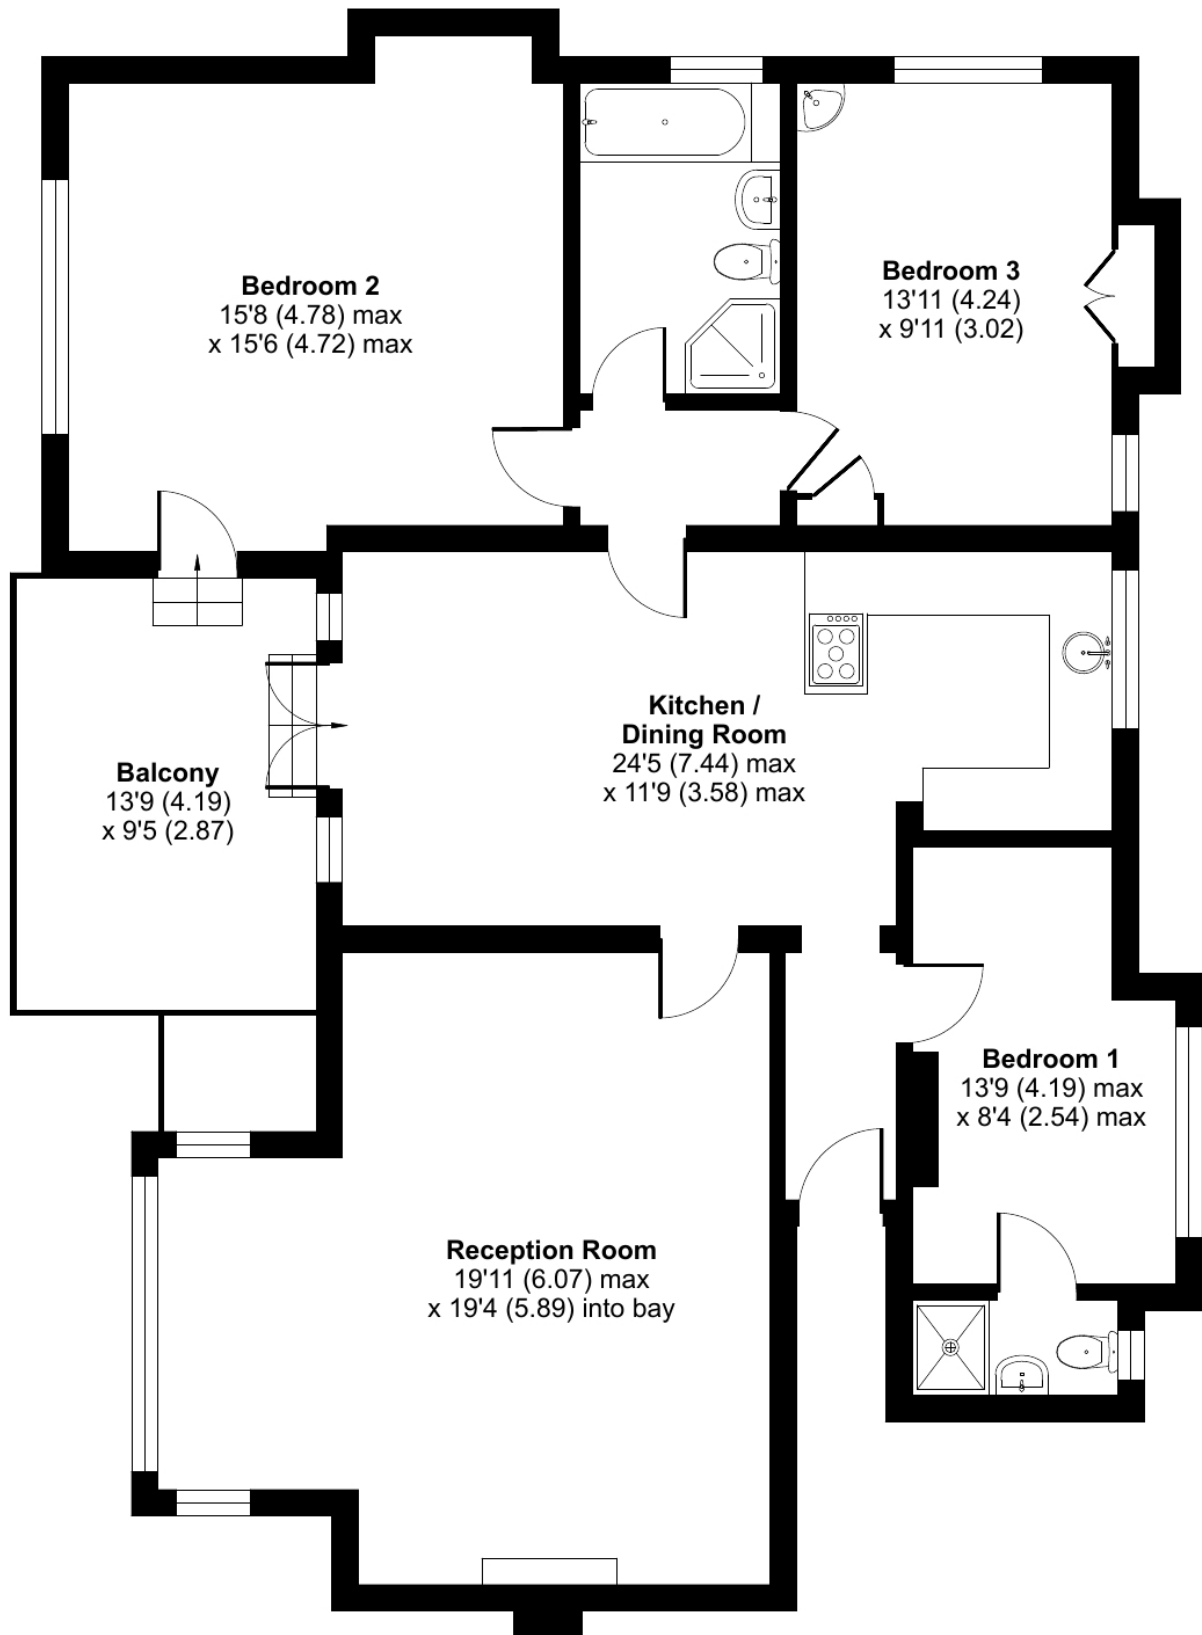 Bedroom 2
15'8 (4.78) max
x 15'6 (4.72) max
Bedroom 3
13'11 (4.24)
x 9'11 (3.02)
Kitchen /
Dining Room
24'5 (7.44) max
x 11'9 (3.58) max
Balcony
13'9 (4.19)
x 9'5 (2.87)
Bedroom 1
13'9 (4.19) max
x 8'4 (2.54) max
Reception Room
19'11 (6.07) max
x 19'4 (5.89) into bay